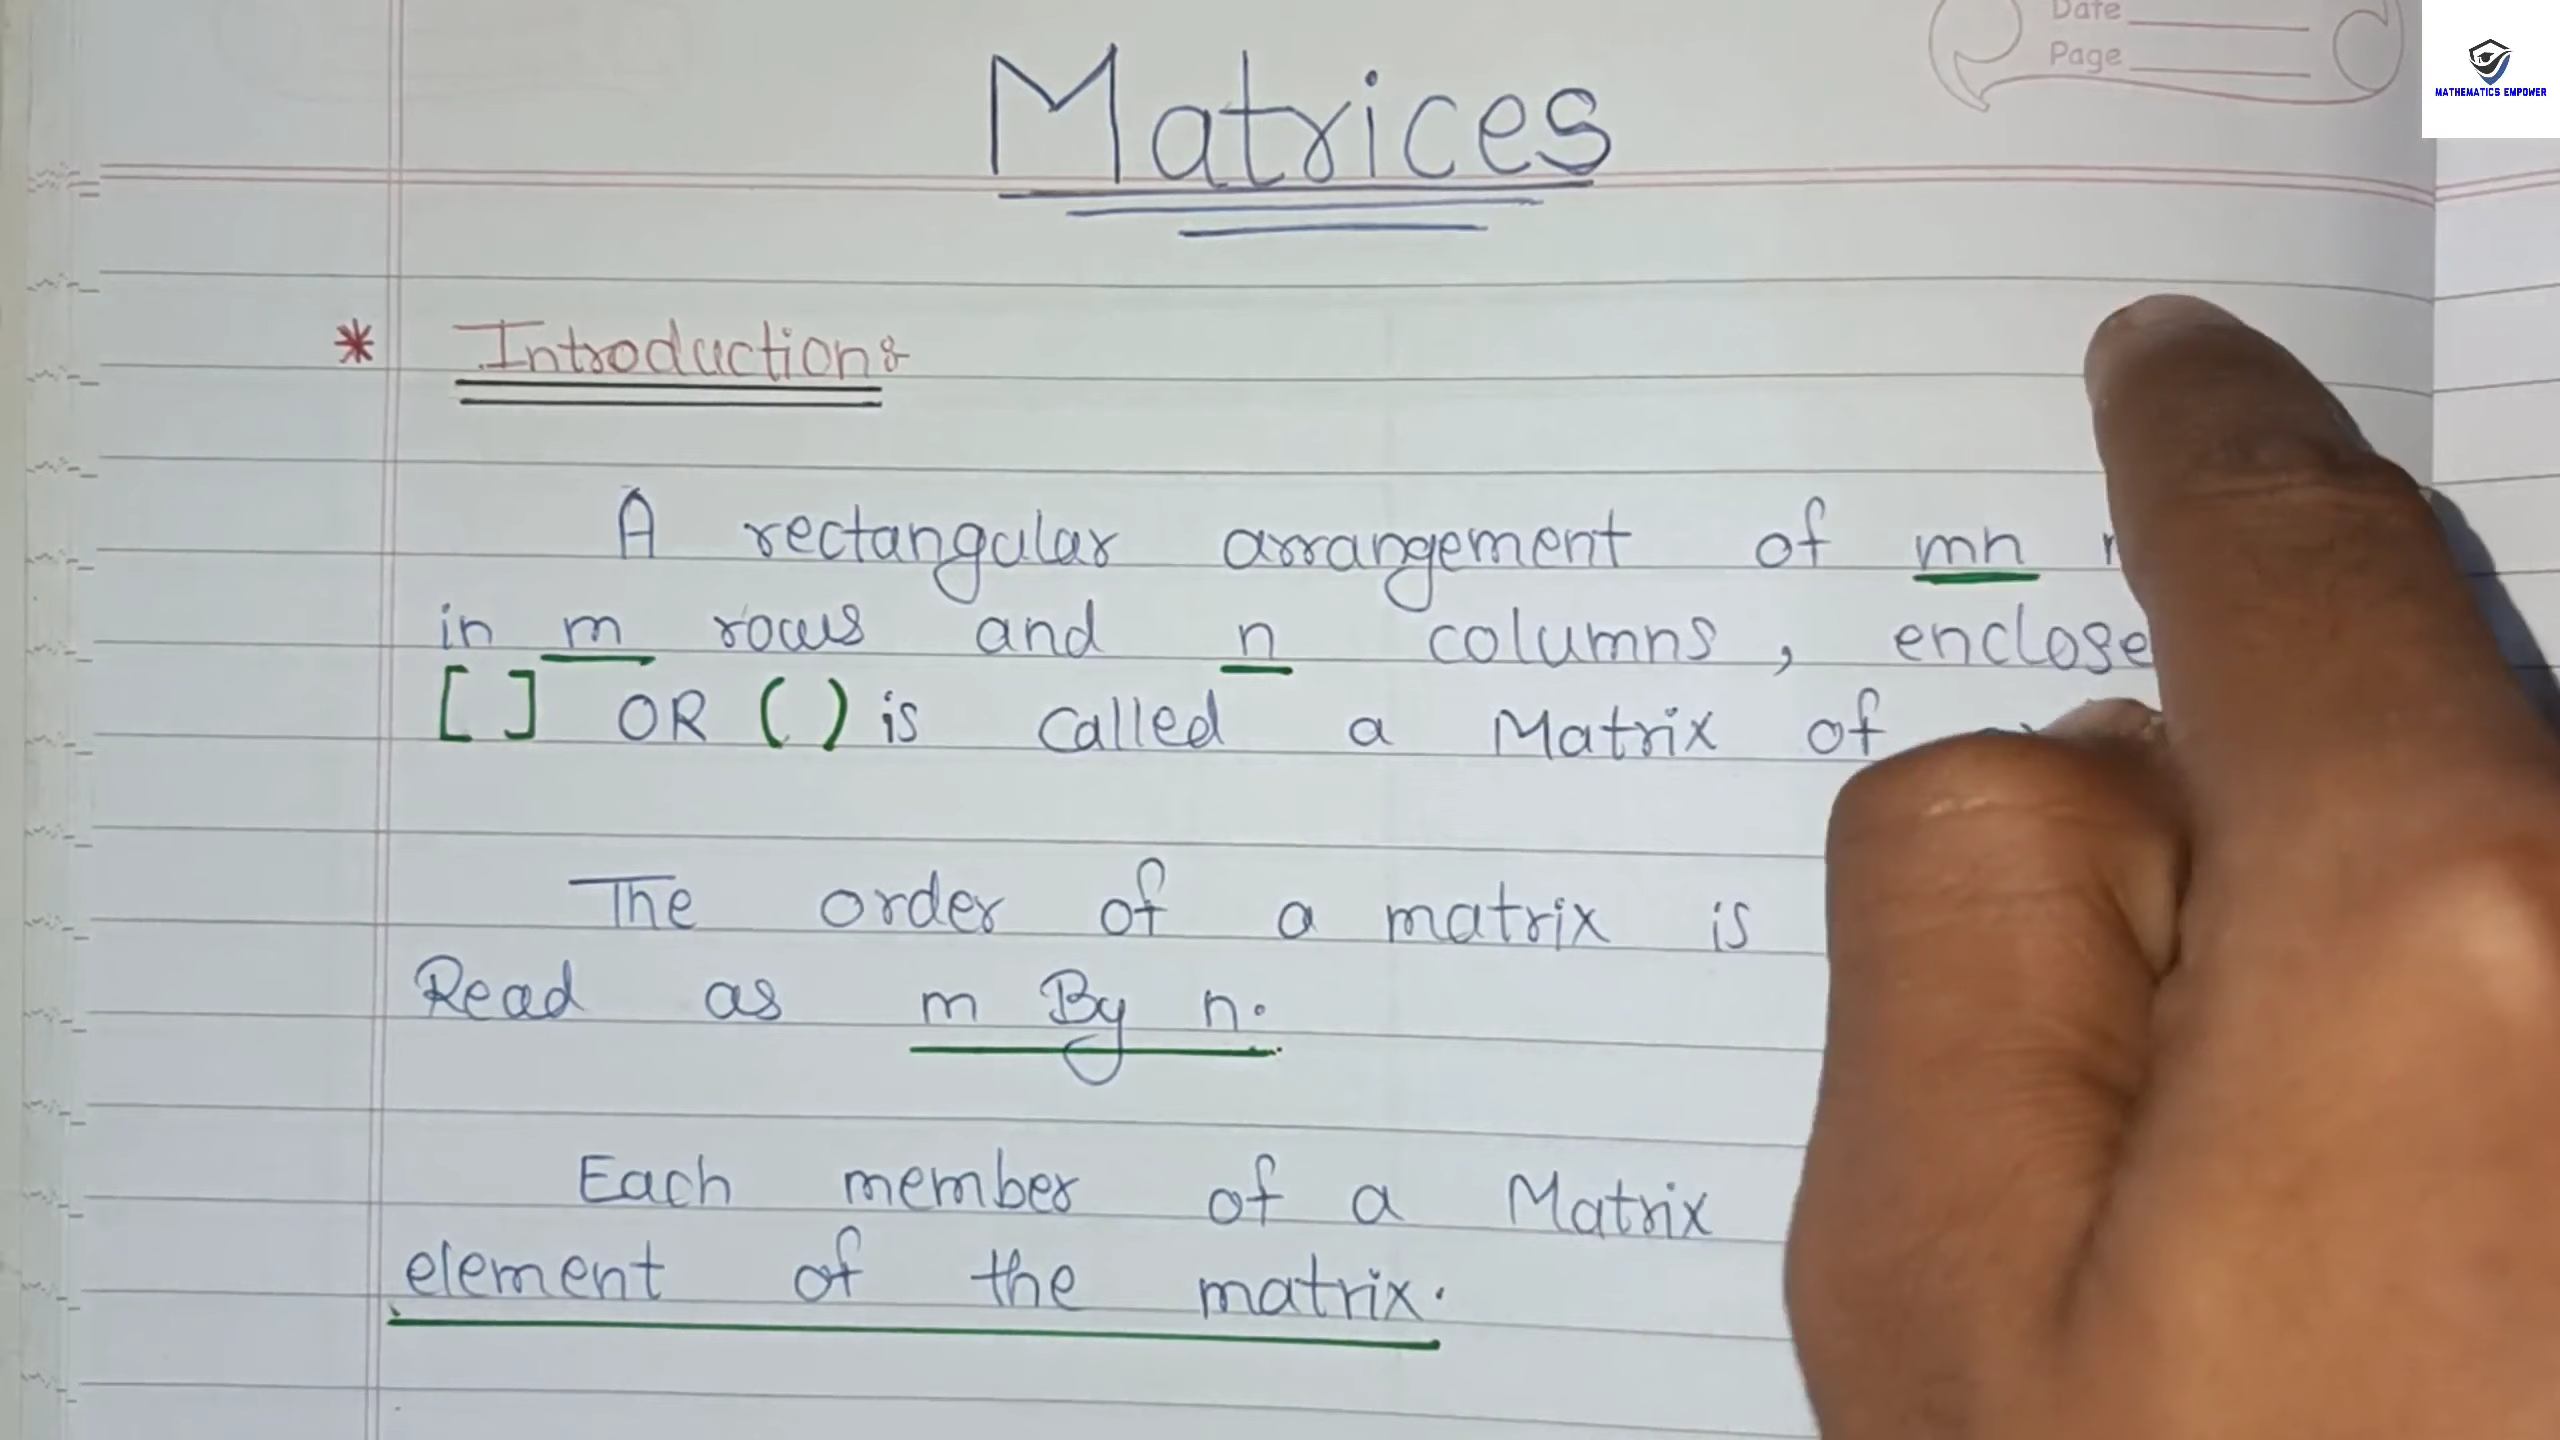 Date
Page
MATHEMATICS EMPOWER
Matrices
* Introduction:-
A rectangular arrangement of mn
in m rows and n columns, enclose
[ ] OR ( ) is called a Matrix of
The order of a matrix is
Read as m By n.
Each member of a Matrix
element of the matrix.